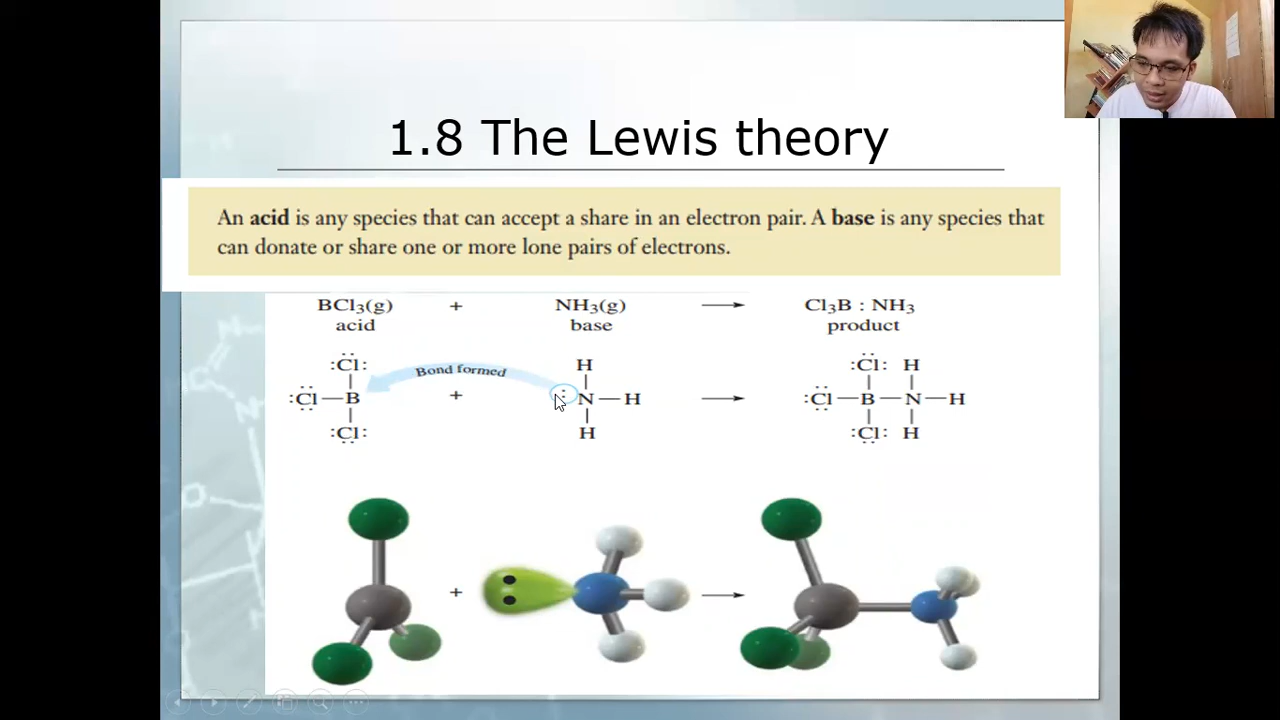 1.8 The Lewis theory
An acid is any species that can accept a share in an electron pair. A base is any species that
can donate or share one or more lone pairs of electrons.
BCl₃(g) + NH₃(g) ⟶ Cl₃B : NH₃
acid base product
:Cl: H :Cl: H
Bond formed
:Cl—B + :N—H ⟶ :Cl—B—N—H
:Cl: H :Cl: H
+ ⟶